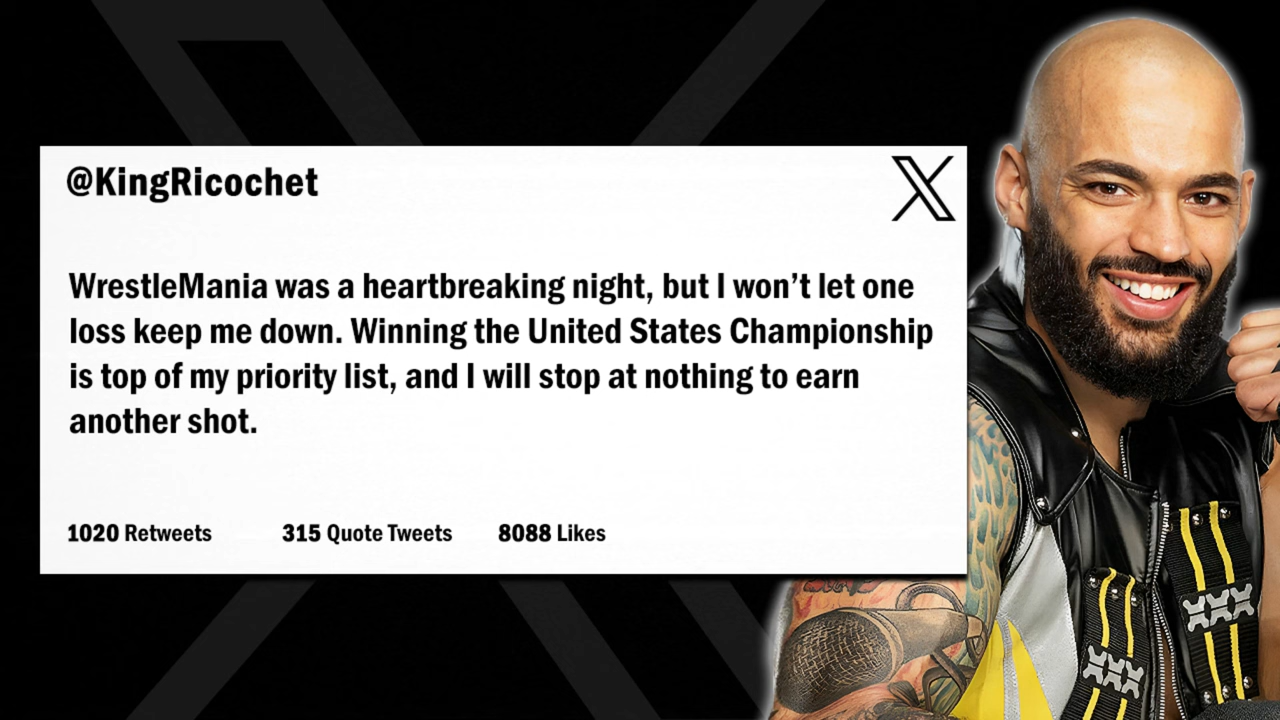 @KingRicochet
WrestleMania was a heartbreaking night, but I won’t let one
loss keep me down. Winning the United States Championship
is top of my priority list, and I will stop at nothing to earn
another shot.
1020 Retweets 315 Quote Tweets 8088 Likes